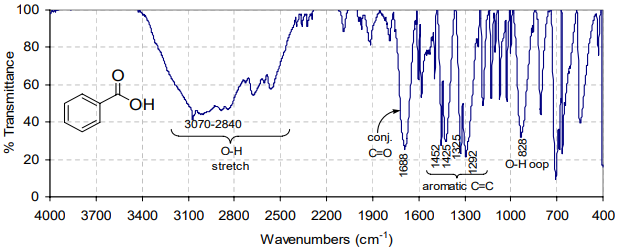 % Transmittance
100
80
60
40
20
0
O
OH
3070-2840
O-H
stretch
conj.
C=O
1688
1452
1425
1325
1292
aromatic C=C
828
O-H oop
4000 3700 3400 3100 2800 2500 2200 1900 1600 1300 1000 700 400
Wavenumbers (cm⁻¹)